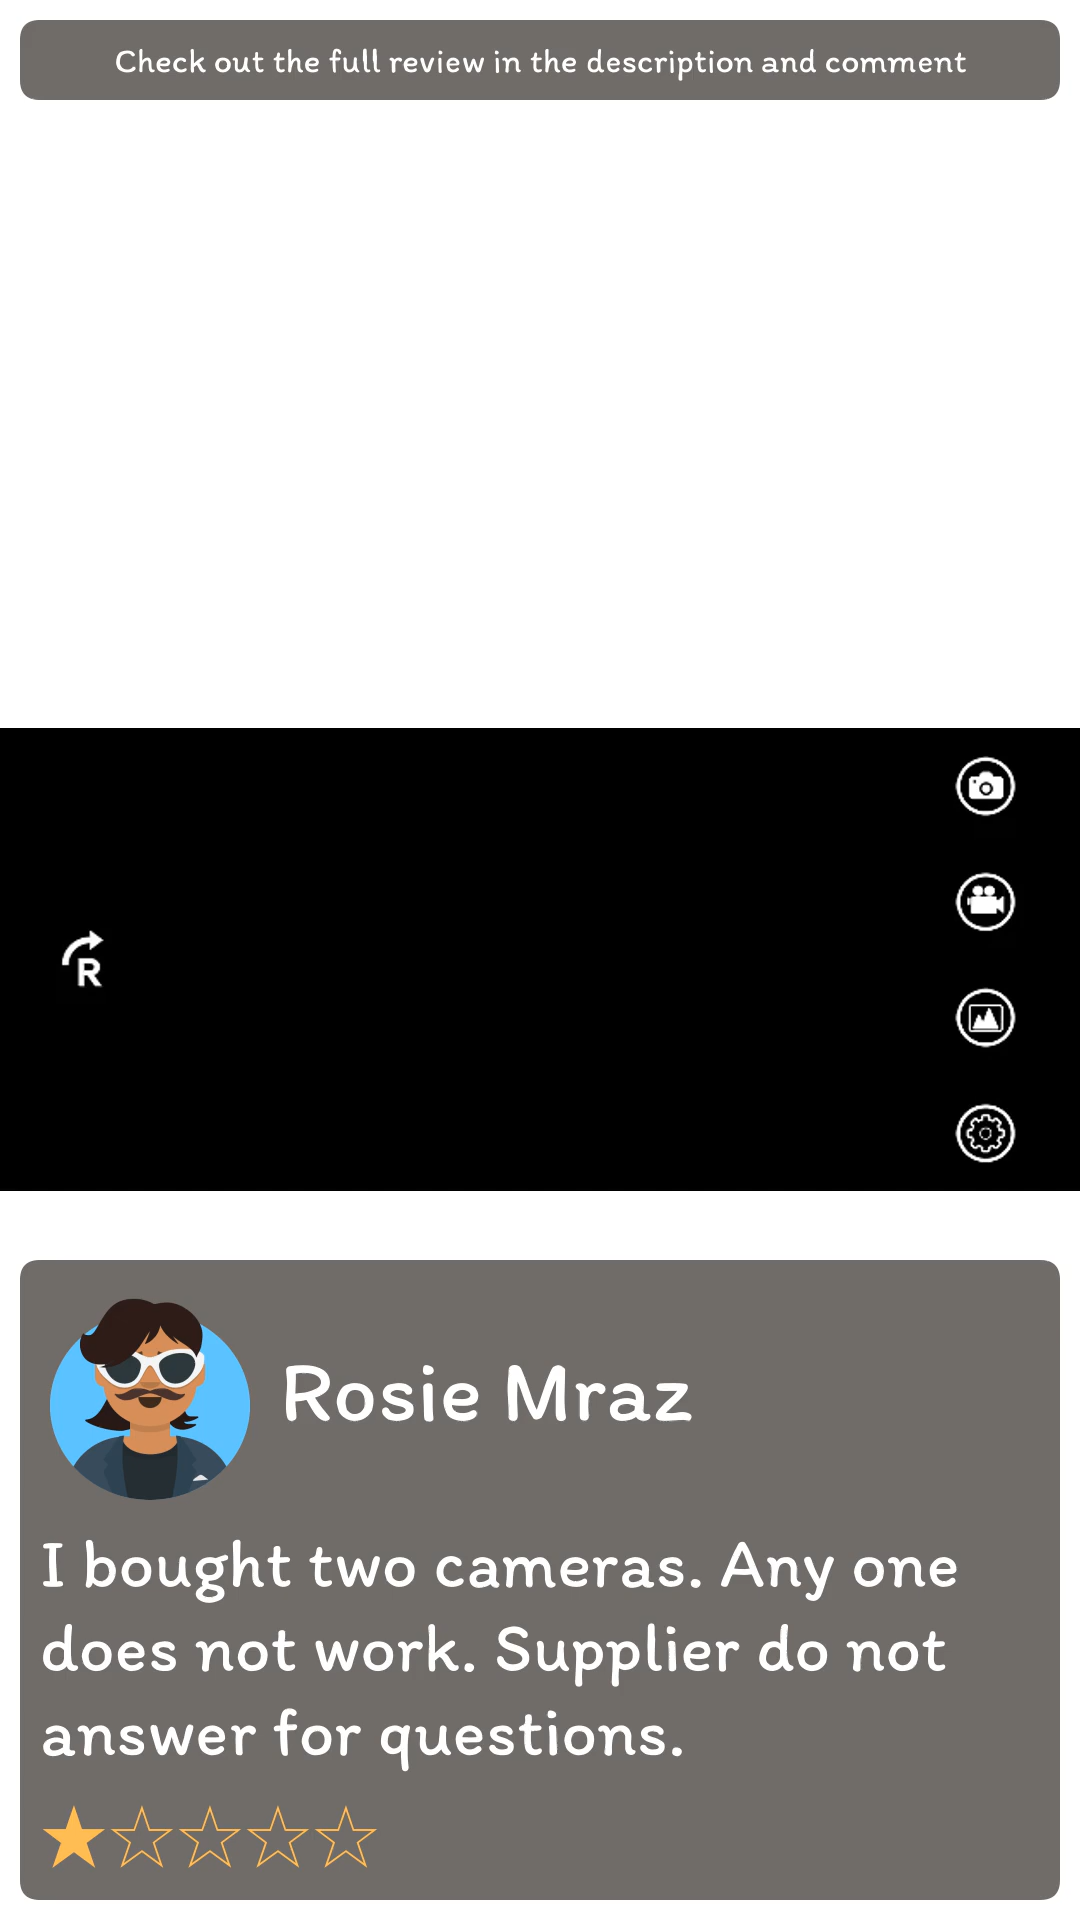 Check out the full review in the description and comment
R
Rosie Mraz
I bought two cameras. Any one
does not work. Supplier do not
answer for questions.